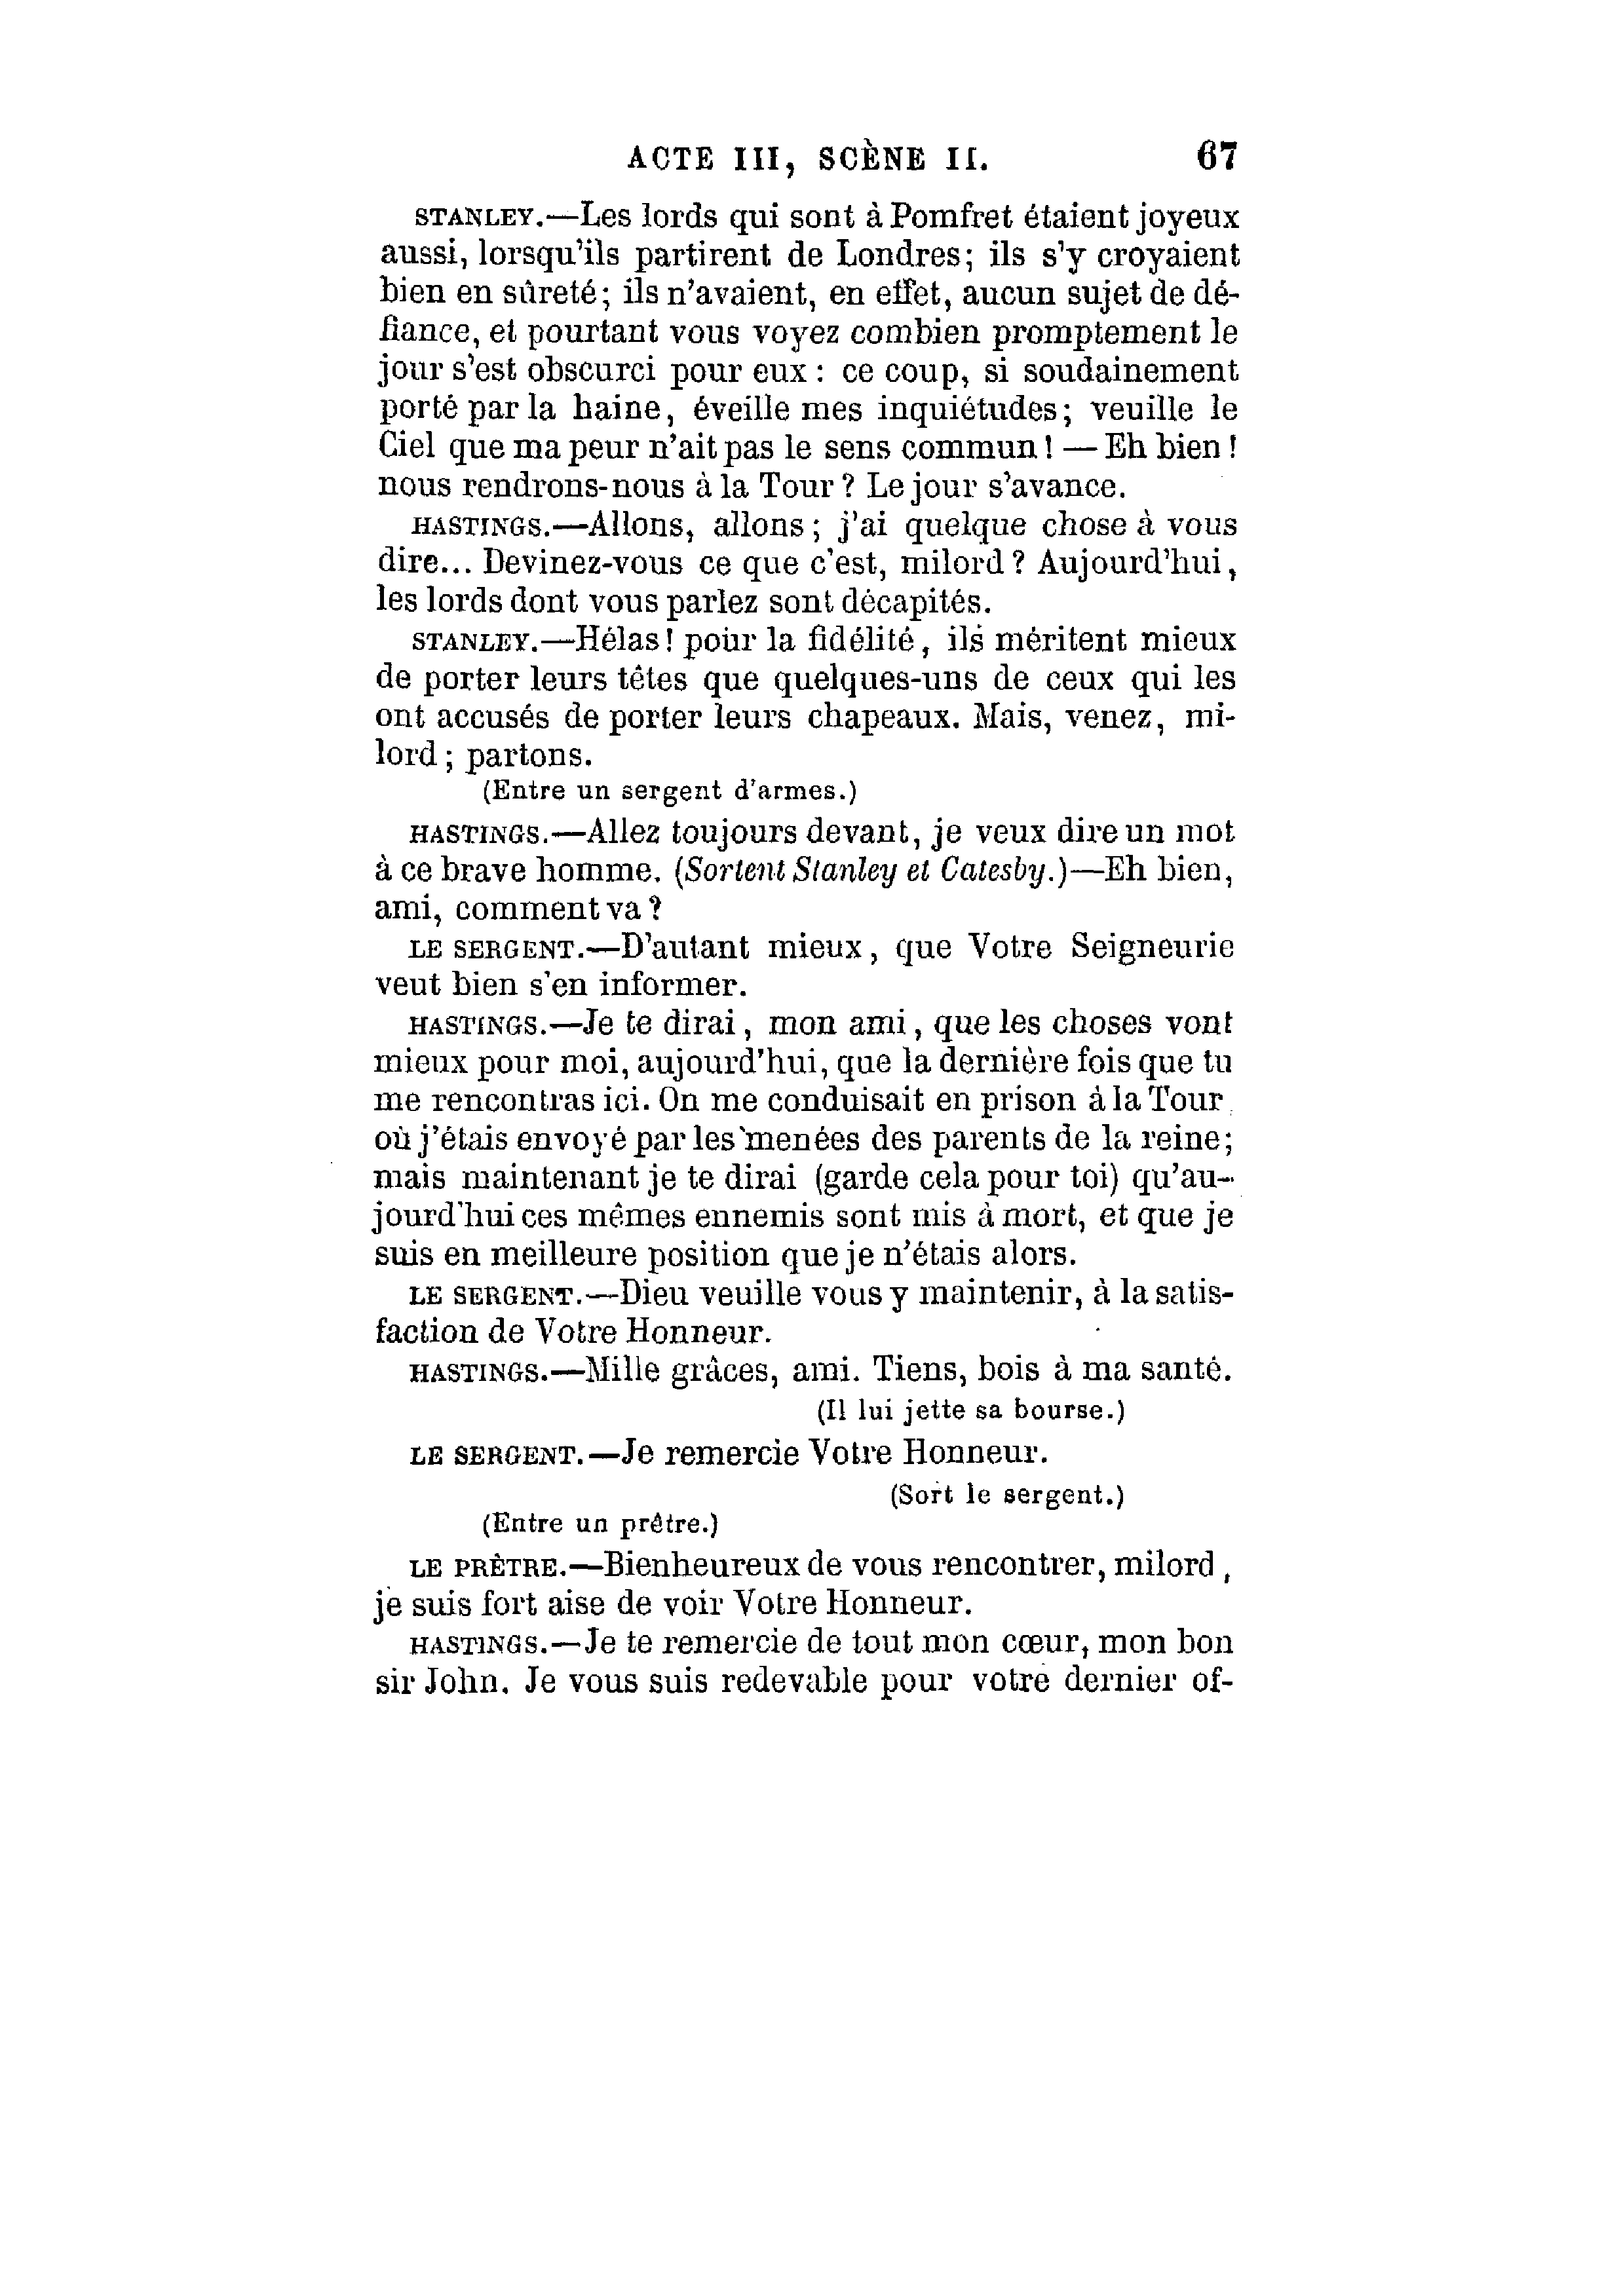 ACTE III, SCÈNE II. 67
STANLEY.—Les lords qui sont à Pomfret étaient joyeux
aussi, lorsqu'ils partirent de Londres; ils s'y croyaient
bien en sûreté; ils n'avaient, en effet, aucun sujet de dé-
fiance, et pourtant vous voyez combien promptement le
jour s'est obscurci pour eux : ce coup, si soudainement
porté par la haine, éveille mes inquiétudes; veuille le
Ciel que ma peur n'ait pas le sens commun ! — Eh bien !
nous rendrons-nous à la Tour ? Le jour s'avance.
HASTINGS.—Allons, allons ; j'ai quelque chose à vous
dire... Devinez-vous ce que c'est, milord ? Aujourd'hui,
les lords dont vous parlez sont décapités.
STANLEY.—Hélas ! pour la fidélité, ils méritent mieux
de porter leurs têtes que quelques-uns de ceux qui les
ont accusés de porter leurs chapeaux. Mais, venez, mi-
lord ; partons.
(Entre un sergent d'armes.)
HASTINGS.—Allez toujours devant, je veux dire un mot
à ce brave homme. (Sortent Stanley et Catesby.)—Eh bien,
ami, comment va ?
LE SERGENT.—D'autant mieux, que Votre Seigneurie
veut bien s'en informer.
HASTINGS.—Je te dirai, mon ami, que les choses vont
mieux pour moi, aujourd'hui, que la dernière fois que tu
me rencontras ici. On me conduisait en prison à la Tour
où j'étais envoyé par les menées des parents de la reine;
mais maintenant je te dirai (garde cela pour toi) qu'au-
jourd'hui ces mêmes ennemis sont mis à mort, et que je
suis en meilleure position que je n'étais alors.
LE SERGENT.—Dieu veuille vous y maintenir, à la satis-
faction de Votre Honneur.
HASTINGS.—Mille grâces, ami. Tiens, bois à ma santé.
(Il lui jette sa bourse.)
LE SERGENT.—Je remercie Votre Honneur.
(Sort le sergent.)
(Entre un prêtre.)
LE PRÈTRE.—Bienheureux de vous rencontrer, milord,
je suis fort aise de voir Votre Honneur.
HASTINGS.—Je te remercie de tout mon cœur, mon bon
sir John. Je vous suis redevable pour votre dernier of-